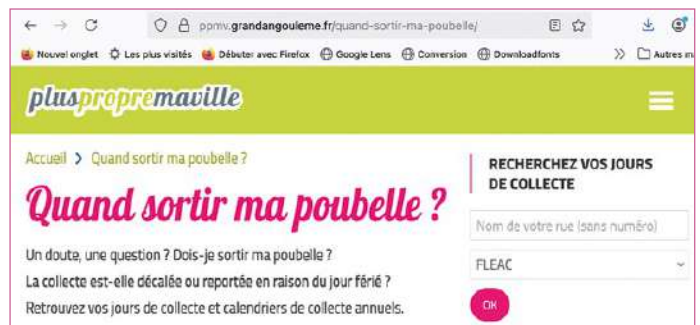 ppmv.grandangouleme.fr/quand-sortir-ma-poubelle/
Nouvel onglet Les plus visités Débuter avec Firefox Google Lens Conversion Downloadfonts Autres m
pluspropremaville
Accueil > Quand sortir ma poubelle ?
Quand sortir ma poubelle ?
Un doute, une question ? Dois-je sortir ma poubelle ?
La collecte est-elle décalée ou reportée en raison du jour férié ?
Retrouvez vos jours de collecte et calendriers de collecte annuels.
RECHERCHEZ VOS JOURS
DE COLLECTE
Nom de votre rue (sans numéro)
FLEAC
OK